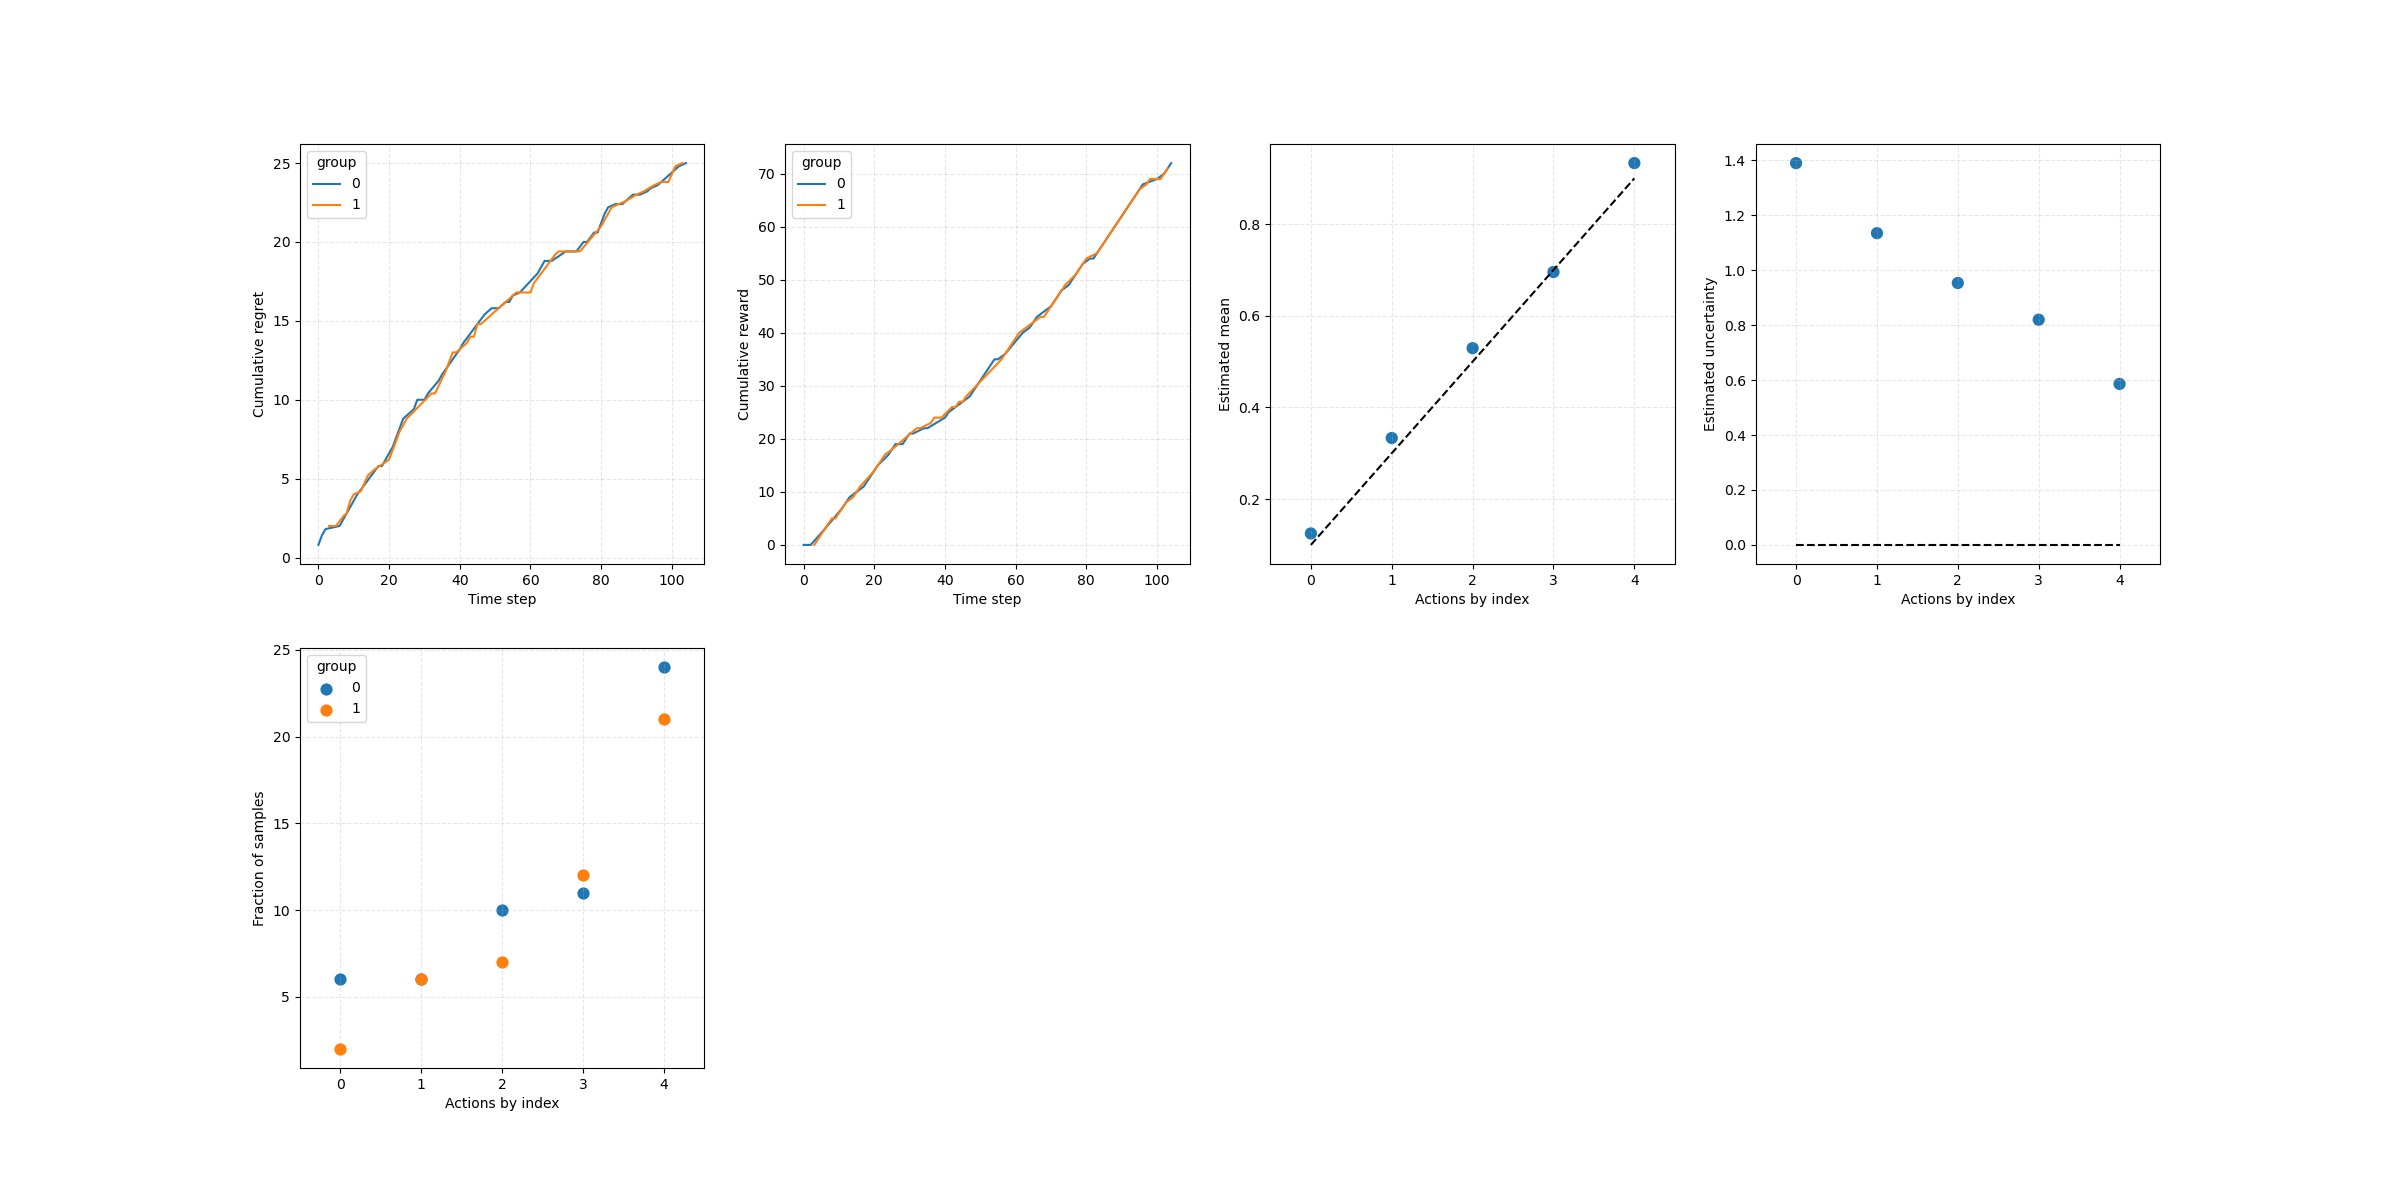 group
0
1
25
20
15
10
5
0
Cumulative regret
0 20 40 60 80 100
Time step
group
0
1
70
60
50
40
30
20
10
0
Cumulative reward
0 20 40 60 80 100
Time step
0.8
0.6
0.4
0.2
Estimated mean
0 1 2 3 4
Actions by index
1.4
1.2
1.0
0.8
0.6
0.4
0.2
0.0
Estimated uncertainty
0 1 2 3 4
Actions by index
group
0
1
25
20
15
10
5
Fraction of samples
0 1 2 3 4
Actions by index